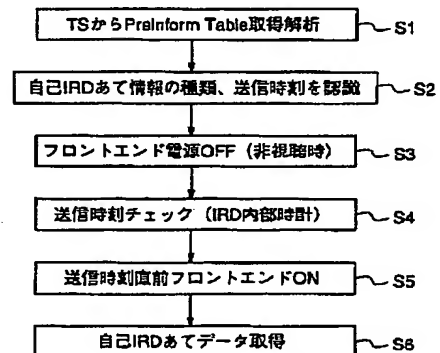 TSからPreInform Table取得解析 S1
自己IRDあて情報の種類、送信時刻を認識 S2
フロントエンド電源OFF（非視聴時） S3
送信時刻チェック（IRD内部時計） S4
送信時刻直前フロントエンドON S5
自己IRDあてデータ取得 S6